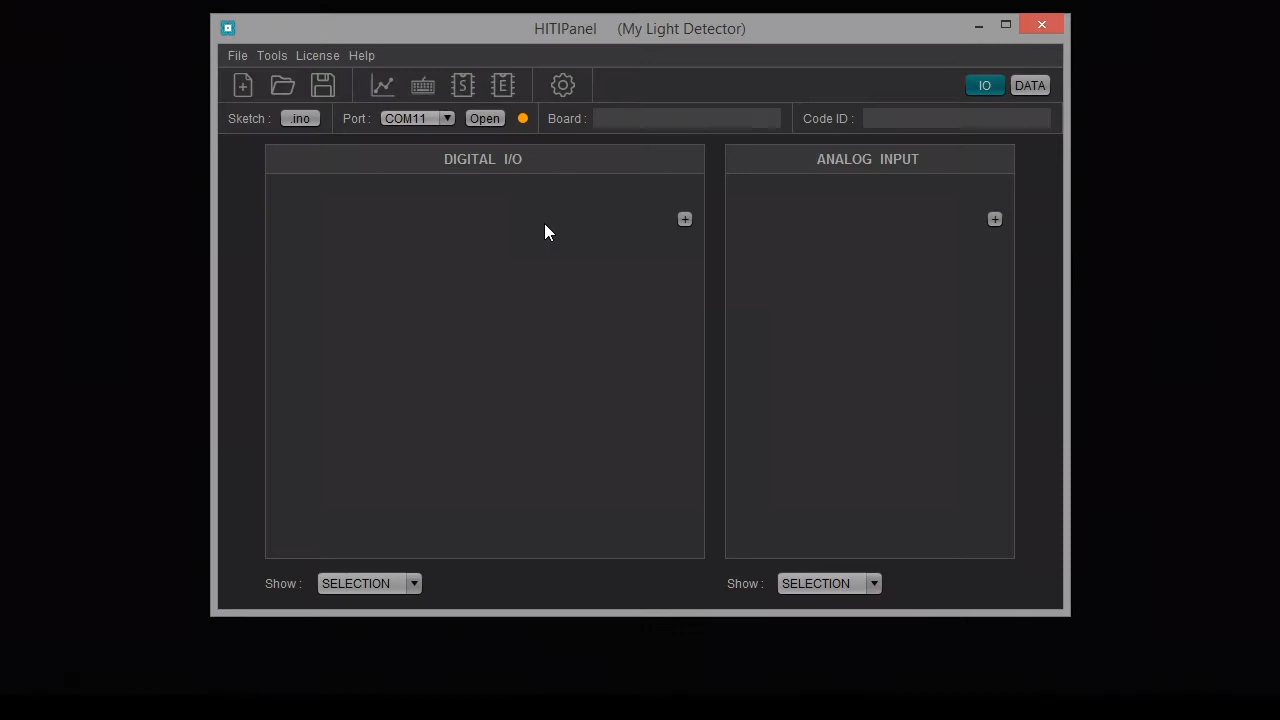 HITIPanel (My Light Detector)
File Tools License Help
S E IO DATA
Sketch : .ino Port : COM11 Open Board : Code ID :
DIGITAL I/O ANALOG INPUT
+ +
Show : SELECTION Show : SELECTION